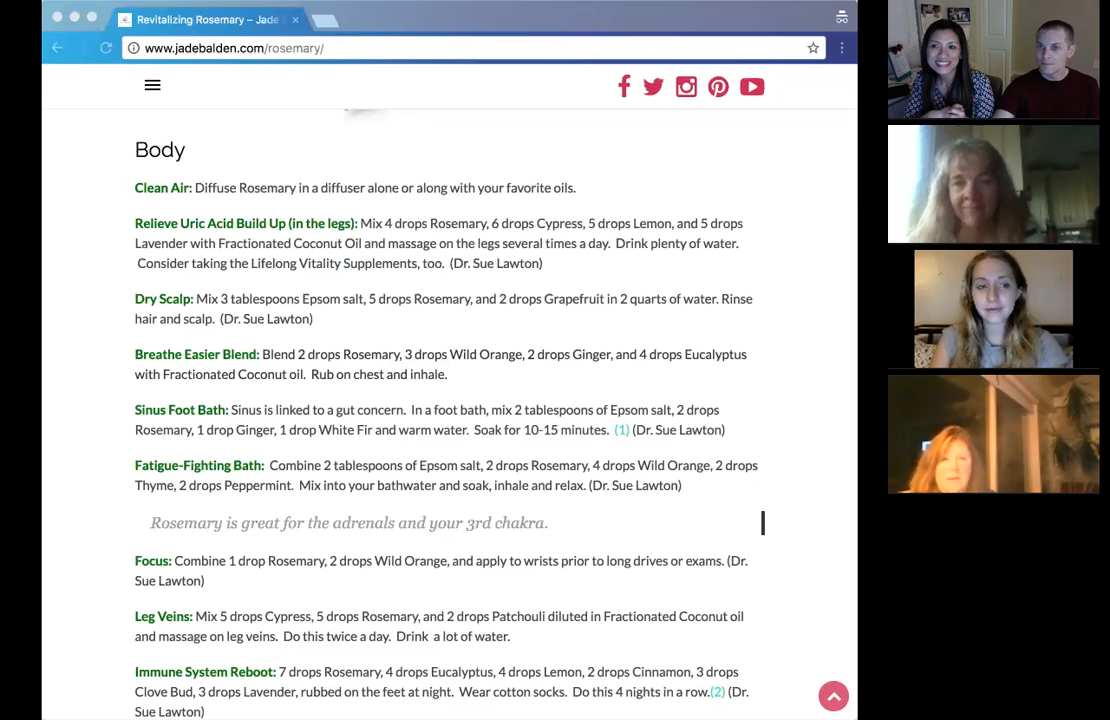 Revitalizing Rosemary – Jade
www.jadebalden.com/rosemary/
Body
Clean Air: Diffuse Rosemary in a diffuser alone or along with your favorite oils.
Relieve Uric Acid Build Up (in the legs): Mix 4 drops Rosemary, 6 drops Cypress, 5 drops Lemon, and 5 drops
Lavender with Fractionated Coconut Oil and massage on the legs several times a day. Drink plenty of water.
Consider taking the Lifelong Vitality Supplements, too. (Dr. Sue Lawton)
Dry Scalp: Mix 3 tablespoons Epsom salt, 5 drops Rosemary, and 2 drops Grapefruit in 2 quarts of water. Rinse
hair and scalp. (Dr. Sue Lawton)
Breathe Easier Blend: Blend 2 drops Rosemary, 3 drops Wild Orange, 2 drops Ginger, and 4 drops Eucalyptus
with Fractionated Coconut oil. Rub on chest and inhale.
Sinus Foot Bath: Sinus is linked to a gut concern. In a foot bath, mix 2 tablespoons of Epsom salt, 2 drops
Rosemary, 1 drop Ginger, 1 drop White Fir and warm water. Soak for 10-15 minutes. (1) (Dr. Sue Lawton)
Fatigue-Fighting Bath: Combine 2 tablespoons of Epsom salt, 2 drops Rosemary, 4 drops Wild Orange, 2 drops
Thyme, 2 drops Peppermint. Mix into your bathwater and soak, inhale and relax. (Dr. Sue Lawton)
Rosemary is great for the adrenals and your 3rd chakra.
Focus: Combine 1 drop Rosemary, 2 drops Wild Orange, and apply to wrists prior to long drives or exams. (Dr.
Sue Lawton)
Leg Veins: Mix 5 drops Cypress, 5 drops Rosemary, and 2 drops Patchouli diluted in Fractionated Coconut oil
and massage on leg veins. Do this twice a day. Drink a lot of water.
Immune System Reboot: 7 drops Rosemary, 4 drops Eucalyptus, 4 drops Lemon, 2 drops Cinnamon, 3 drops
Clove Bud, 3 drops Lavender, rubbed on the feet at night. Wear cotton socks. Do this 4 nights in a row.(2) (Dr.
Sue Lawton)